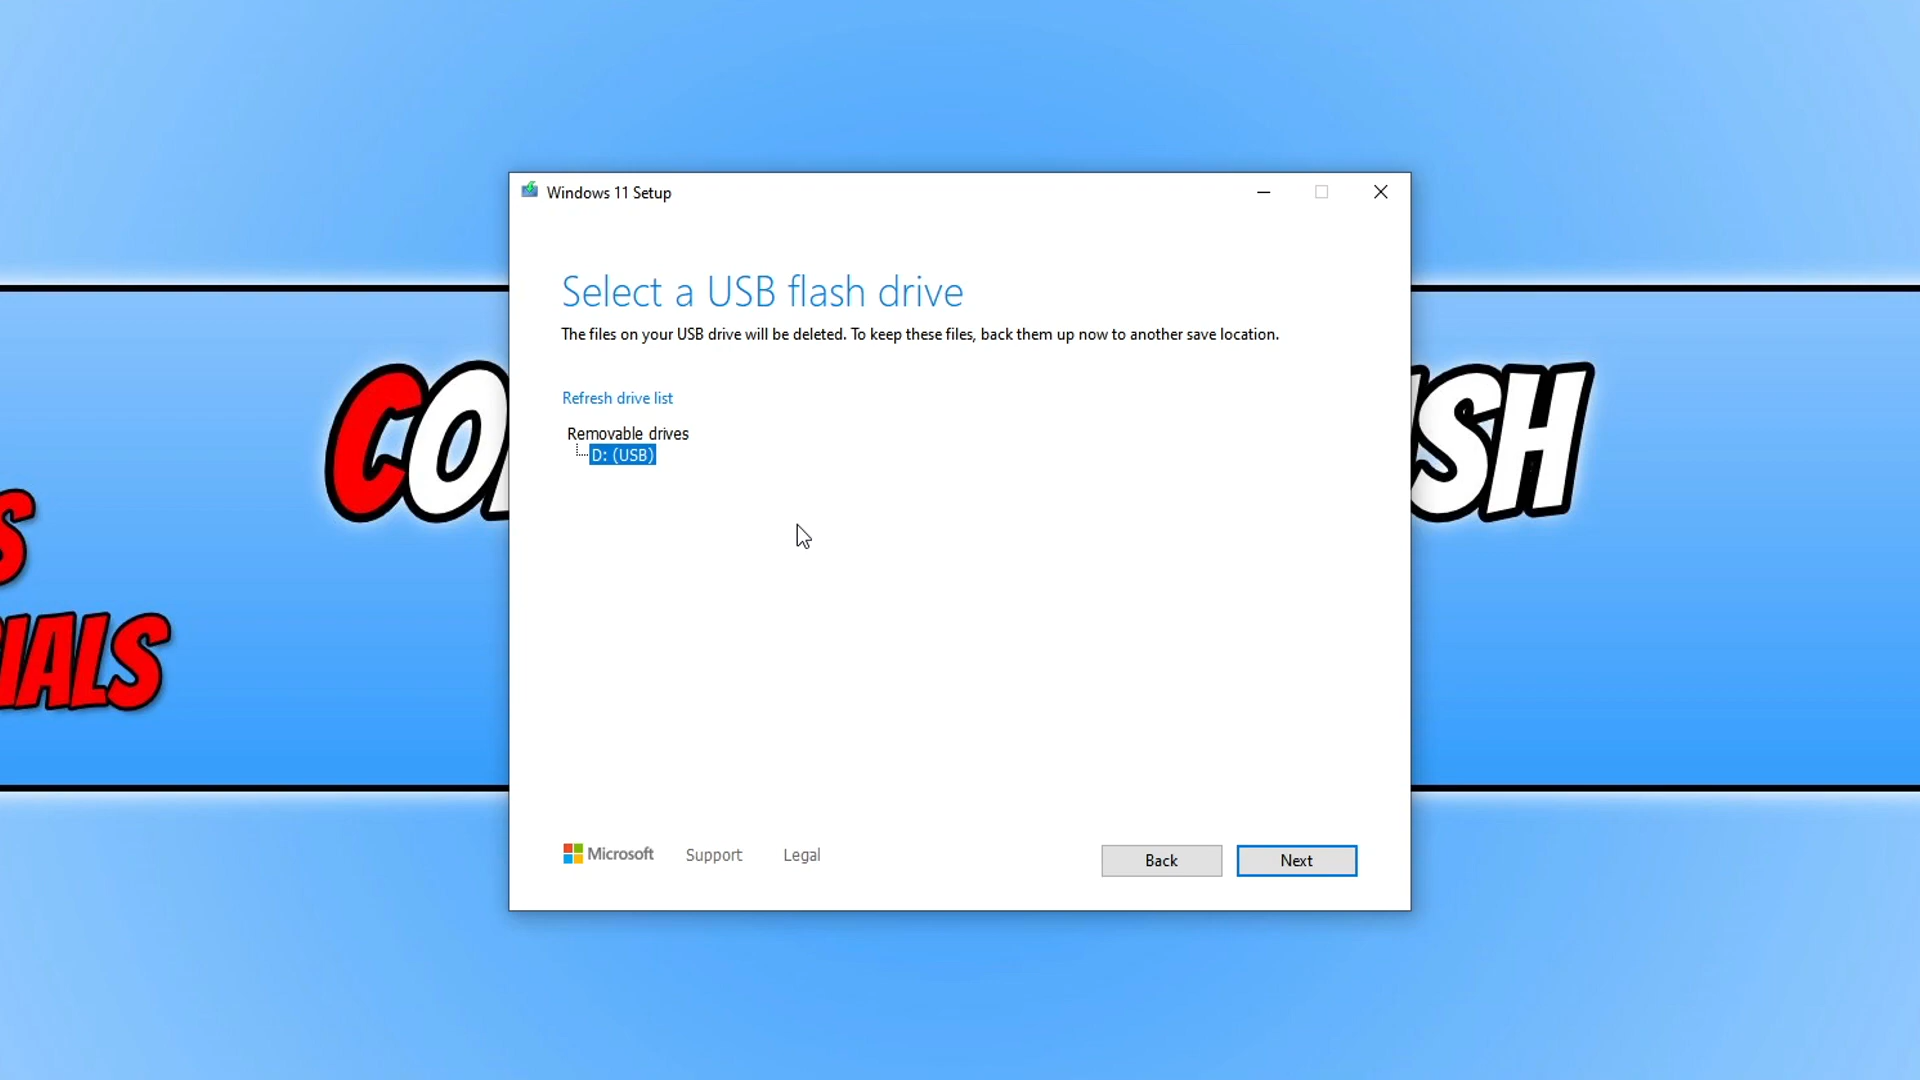 Windows 11 Setup
Select a USB flash drive
The files on your USB drive will be deleted. To keep these files, back them up now to another save location.
Refresh drive list
Removable drives
D: (USB)
Microsoft
Support
Legal
Back
Next